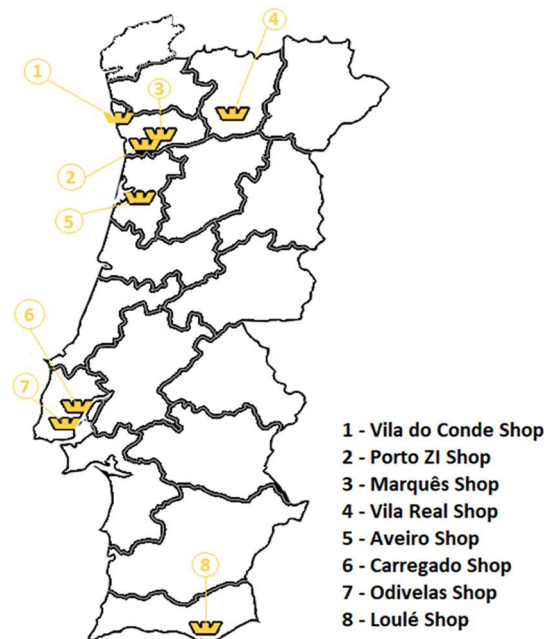 4
1
3
2
5
6
7
8
1 - Vila do Conde Shop
2 - Porto ZI Shop
3 - Marquês Shop
4 - Vila Real Shop
5 - Aveiro Shop
6 - Carregado Shop
7 - Odivelas Shop
8 - Loulé Shop